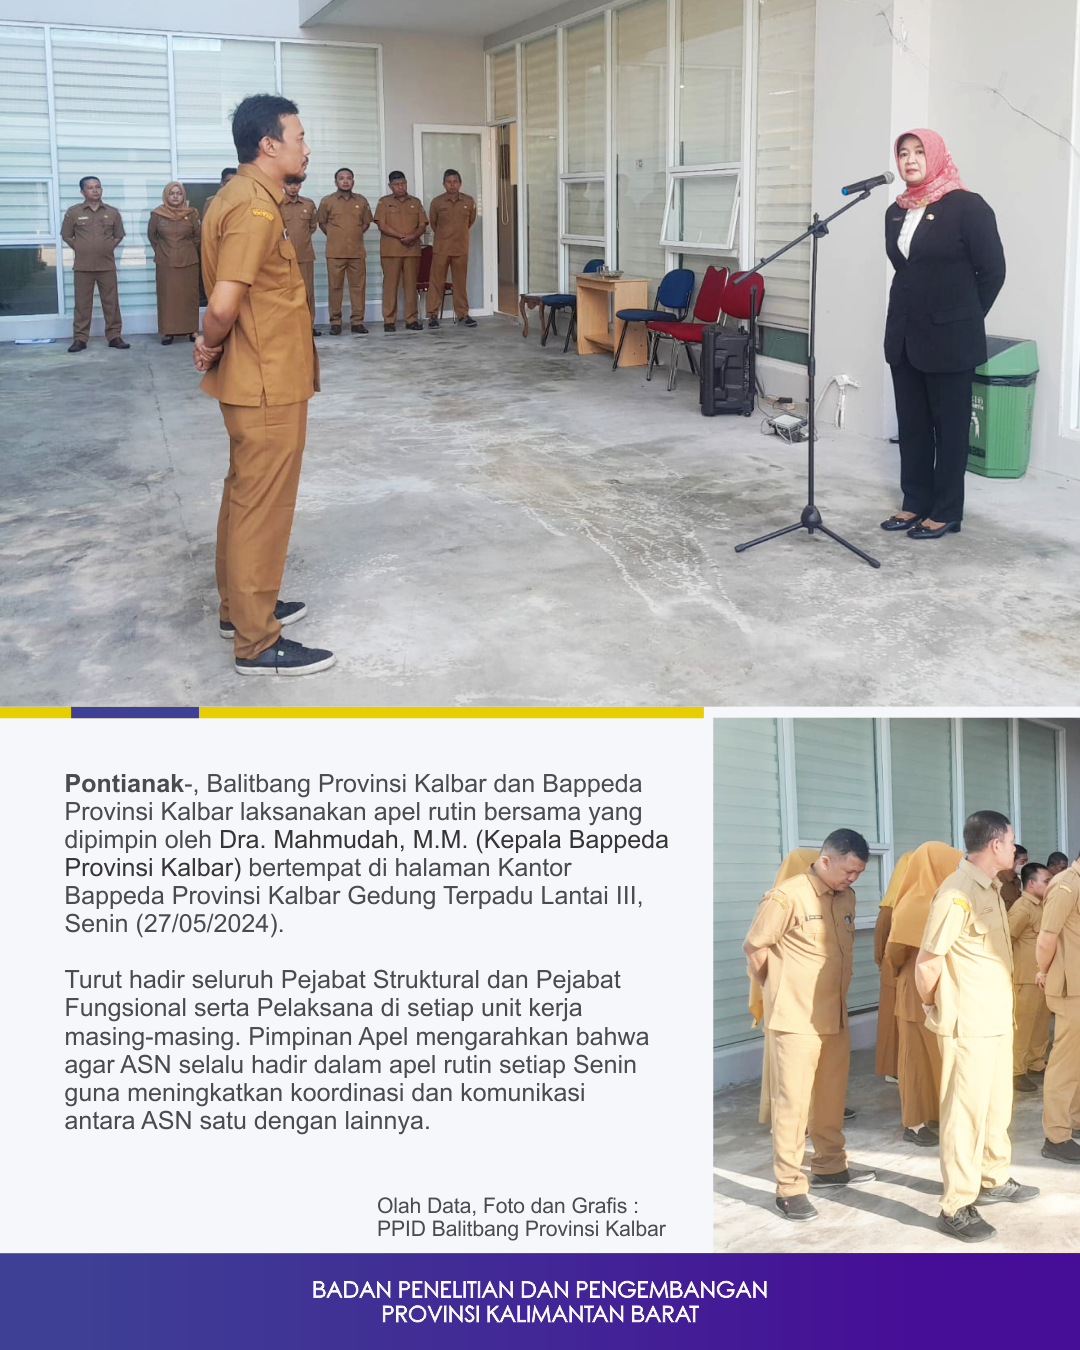 Pontianak-, Balitbang Provinsi Kalbar dan Bappeda
Provinsi Kalbar laksanakan apel rutin bersama yang
dipimpin oleh Dra. Mahmudah, M.M. (Kepala Bappeda
Provinsi Kalbar) bertempat di halaman Kantor
Bappeda Provinsi Kalbar Gedung Terpadu Lantai III,
Senin (27/05/2024).
Turut hadir seluruh Pejabat Struktural dan Pejabat
Fungsional serta Pelaksana di setiap unit kerja
masing-masing. Pimpinan Apel mengarahkan bahwa
agar ASN selalu hadir dalam apel rutin setiap Senin
guna meningkatkan koordinasi dan komunikasi
antara ASN satu dengan lainnya.
Olah Data, Foto dan Grafis :
PPID Balitbang Provinsi Kalbar
BADAN PENELITIAN DAN PENGEMBANGAN
PROVINSI KALIMANTAN BARAT